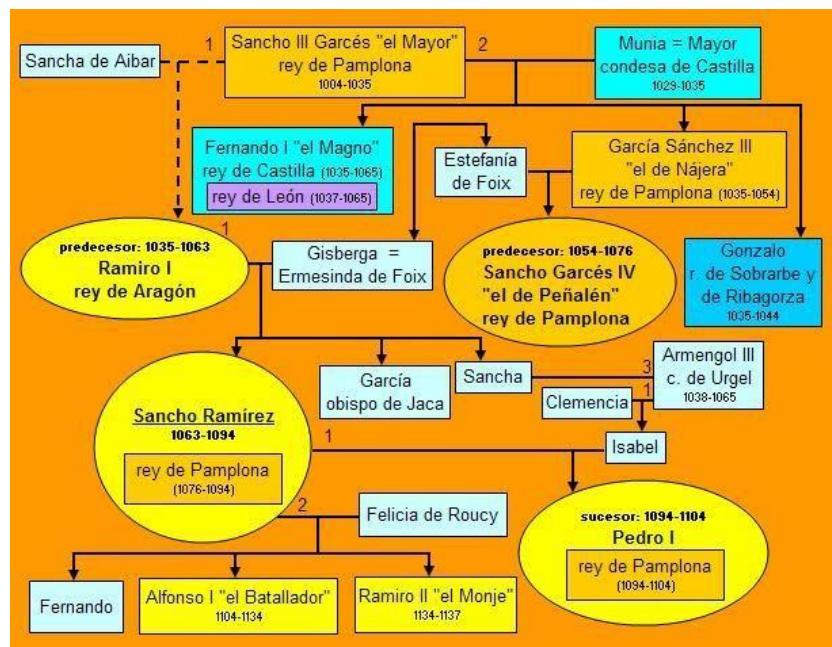 Sancha de Aibar
1
Sancho III Garcés "el Mayor"
rey de Pamplona
1004-1035
2
Munia = Mayor
condesa de Castilla
1029-1035
Fernando I "el Magno"
rey de Castilla (1035-1065)
rey de León (1037-1065)
Estefanía
de Foix
García Sánchez III
"el de Nájera"
rey de Pamplona (1035-1054)
predecesor: 1035-1063
Ramiro I
rey de Aragón
1
Gisberga =
Ermesinda de Foix
predecesor: 1054-1076
Sancho Garcés IV
"el de Peñalén"
rey de Pamplona
Gonzalo
r. de Sobrarbe y
de Ribagorza
1035-1044
Sancho Ramírez
1063-1094
rey de Pamplona
(1076-1094)
García
obispo de Jaca
Sancha
3
Armengol III
c. de Urgel
1038-1065
Clemencia
1
Isabel
1
2
Felicia de Roucy
sucesor: 1094-1104
Pedro I
rey de Pamplona
(1094-1104)
Fernando
Alfonso I "el Batallador"
1104-1134
Ramiro II "el Monje"
1134-1137